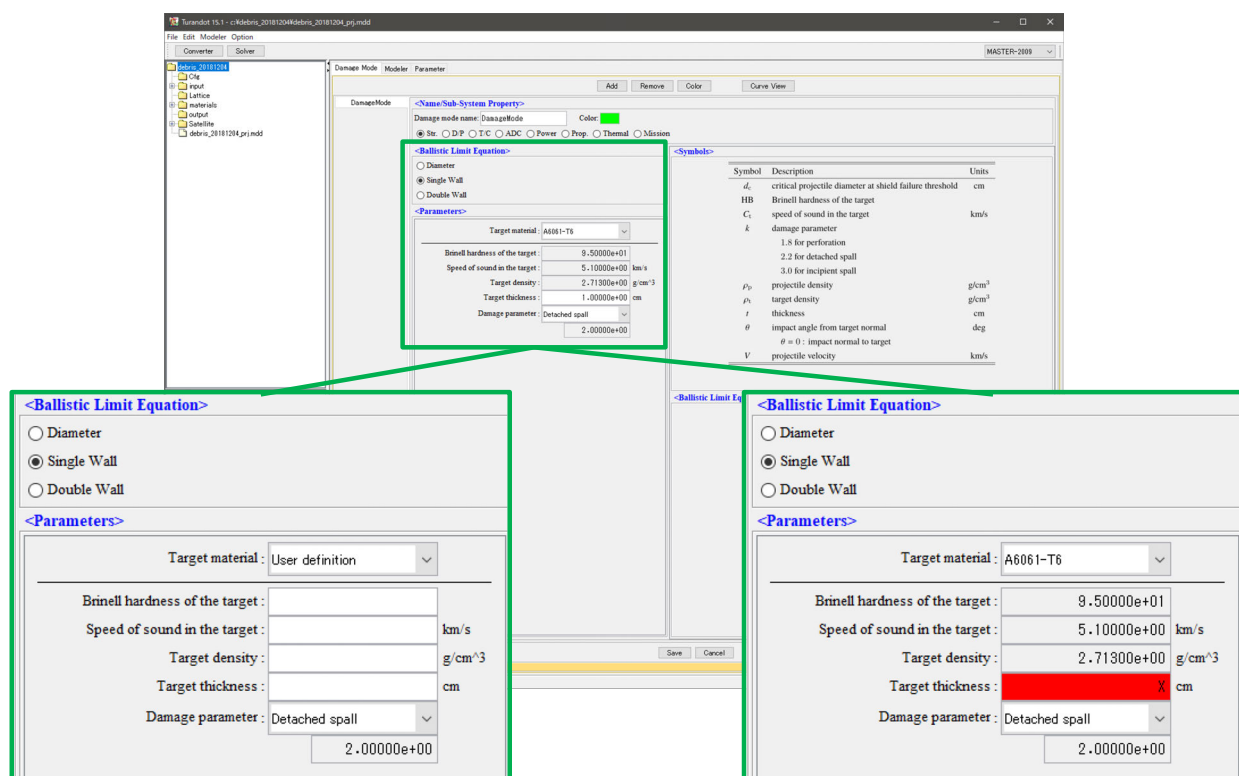 Turandot 15.1 - c:¥debris_20181204¥debris_20181204_prj.mdd
File Edit Modeler Option
Converter Solver MASTER-2009
debris_20181204
Cfg
input
Lattice
materials
output
Satellite
debris_20181204_prj.mdd
Damage Mode Modeler Parameter
Add Remove Color Curve View
DamageMode
<Name/Sub-System Property>
Damage mode name: DamageMode Color:
Str. D/P T/C ADC Power Prop. Thermal Mission
<Ballistic Limit Equation>
Diameter
Single Wall
Double Wall
<Parameters>
Target material : A6061-T6
Brinell hardness of the target : 9.50000e+01
Speed of sound in the target : 5.10000e+00 km/s
Target density : 2.71300e+00 g/cm^3
Target thickness : 1.00000e+00 cm
Damage parameter : Detached spall
2.00000e+00
<Symbols>
Symbol Description Units
d_c critical projectile diameter at shield failure threshold cm
HB Brinell hardness of the target
C_t speed of sound in the target km/s
k damage parameter
1.8 for perforation
2.2 for detached spall
3.0 for incipient spall
ρ_p projectile density g/cm³
ρ_t target density g/cm³
t thickness cm
θ impact angle from target normal deg
θ = 0 : impact normal to target
V projectile velocity km/s
<Ballistic Limit Eq
Save Cancel
<Ballistic Limit Equation>
Diameter
Single Wall
Double Wall
<Parameters>
Target material : User definition
Brinell hardness of the target :
Speed of sound in the target : km/s
Target density : g/cm^3
Target thickness : cm
Damage parameter : Detached spall
2.00000e+00
<Ballistic Limit Equation>
Diameter
Single Wall
Double Wall
<Parameters>
Target material : A6061-T6
Brinell hardness of the target : 9.50000e+01
Speed of sound in the target : 5.10000e+00 km/s
Target density : 2.71300e+00 g/cm^3
Target thickness : X cm
Damage parameter : Detached spall
2.00000e+00